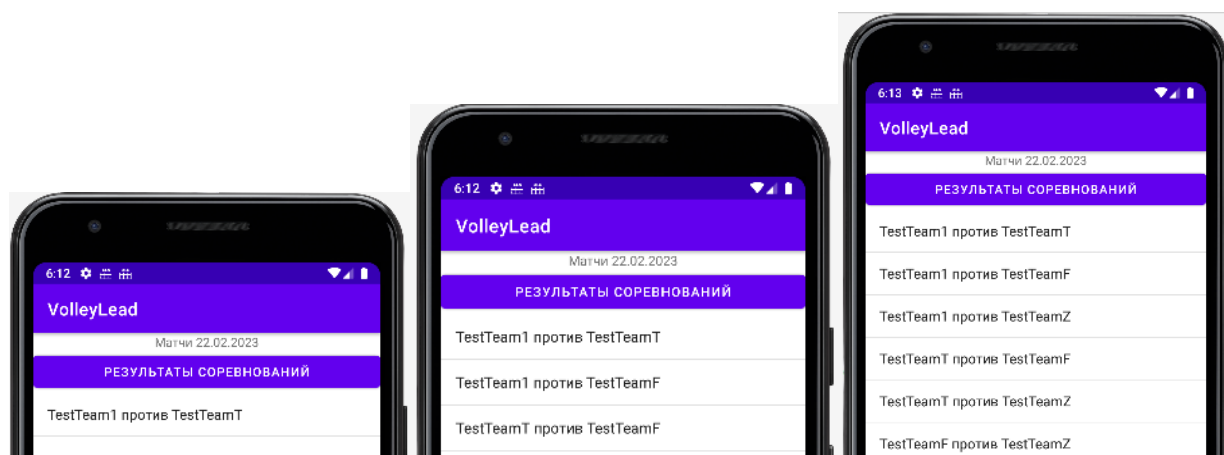 6:12
VolleyLead
Матчи 22.02.2023
РЕЗУЛЬТАТЫ СОРЕВНОВАНИЙ
TestTeam1 против TestTeamT
6:12
VolleyLead
Матчи 22.02.2023
РЕЗУЛЬТАТЫ СОРЕВНОВАНИЙ
TestTeam1 против TestTeamT
TestTeam1 против TestTeamF
TestTeamT против TestTeamF
6:13
VolleyLead
Матчи 22.02.2023
РЕЗУЛЬТАТЫ СОРЕВНОВАНИЙ
TestTeam1 против TestTeamT
TestTeam1 против TestTeamF
TestTeam1 против TestTeamZ
TestTeamT против TestTeamF
TestTeamT против TestTeamZ
TestTeamF против TestTeamZ